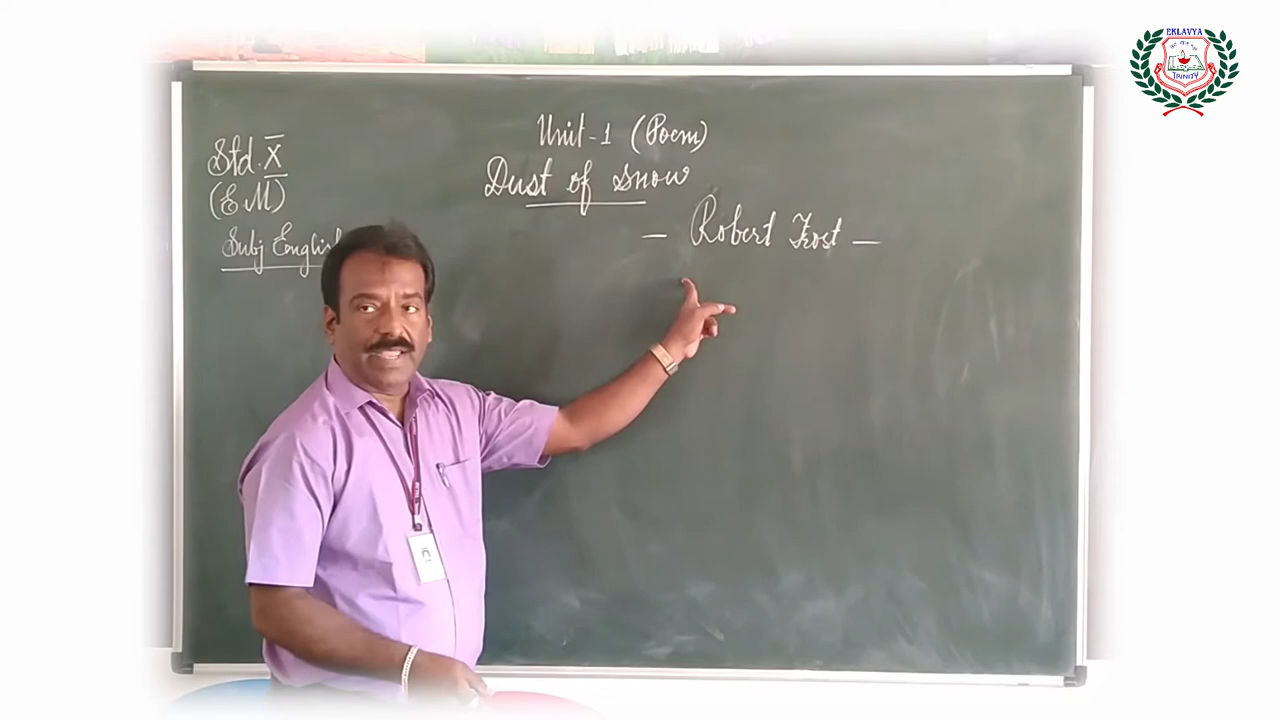 Std. X
(E M)
Subj English
Unit - 1 (Poem)
Dust of snow
— Robert Frost —
EKLAVYA
TRINITY